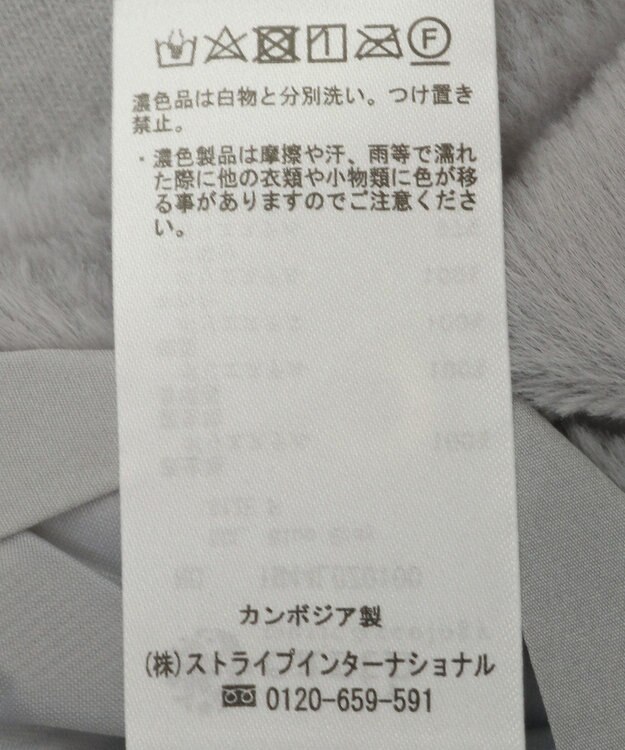 濃色品は白物と分別洗い。つけ置き
禁止。
・濃色製品は摩擦や汗、雨等で濡れ
た際に他の衣類や小物類に色が移
る事がありますのでご注意くださ
い。
カンボジア製
(株)ストライプインターナショナル
0120-659-591